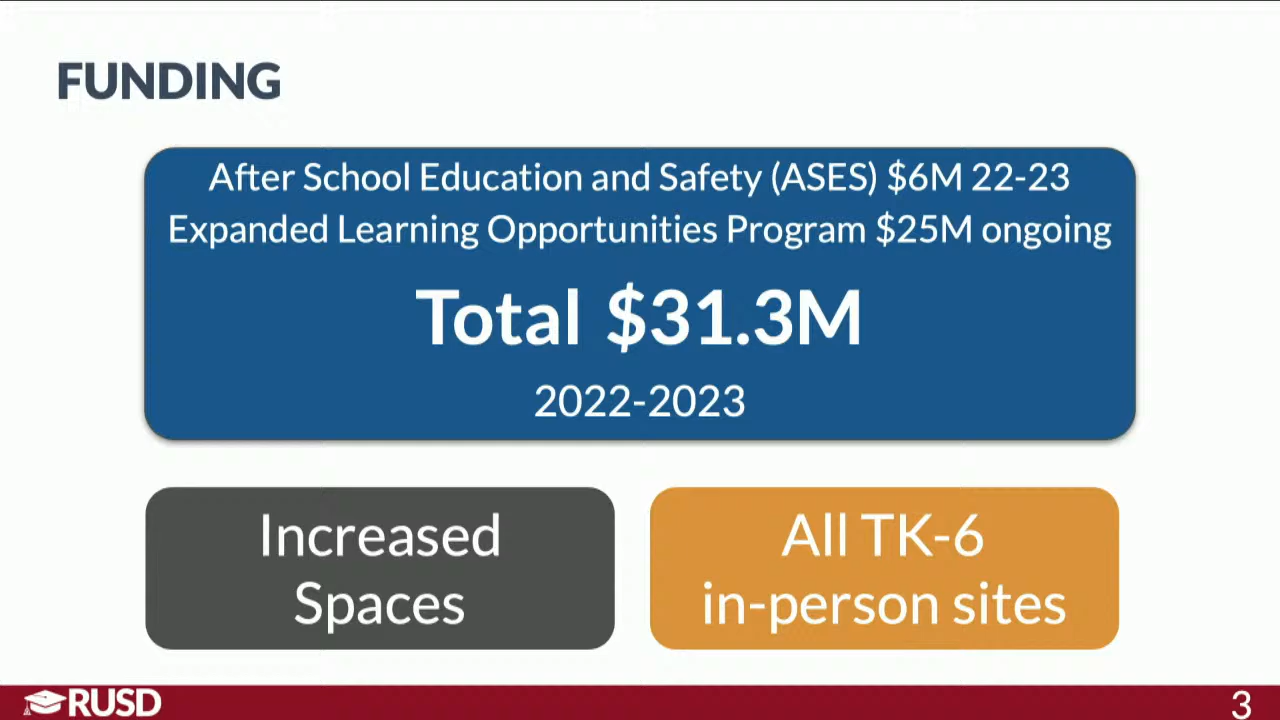 FUNDING
After School Education and Safety (ASES) $6M 22-23
Expanded Learning Opportunities Program $25M ongoing
Total $31.3M
2022-2023
Increased
Spaces
All TK-6
in-person sites
RUSD
3